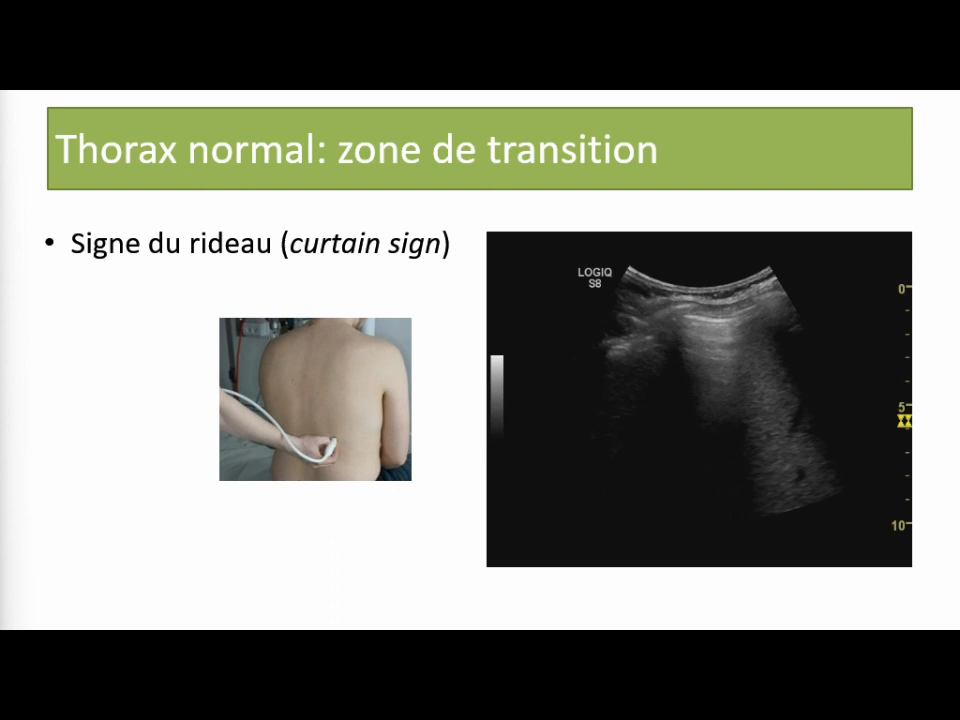 Thorax normal: zone de transition
• Signe du rideau (curtain sign)
LOGIQ
S8
0
5
10